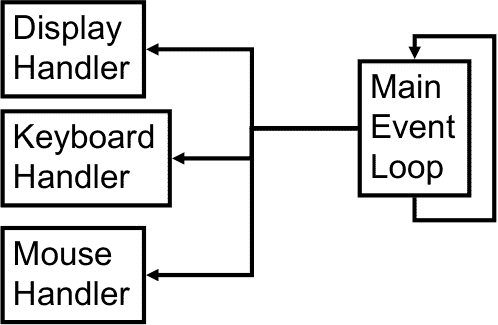 Display
Handler
Keyboard
Handler
Mouse
Handler
Main
Event
Loop